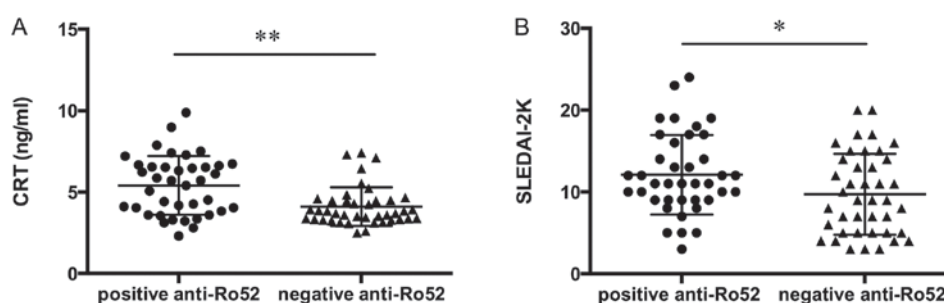 A
CRT (ng/ml)
15
10
5
0
**
positive anti-Ro52 negative anti-Ro52
B
SLEDAI-2K
30
20
10
0
*
positive anti-Ro52 negative anti-Ro52